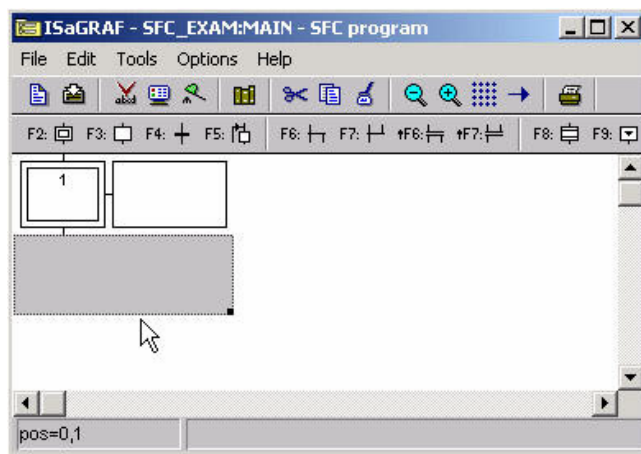 ISaGRAF - SFC_EXAM:MAIN - SFC program
File Edit Tools Options Help
F2: F3: F4: F5: F6: F7: ↑F6: ↑F7: F8: F9:
1
pos=0,1